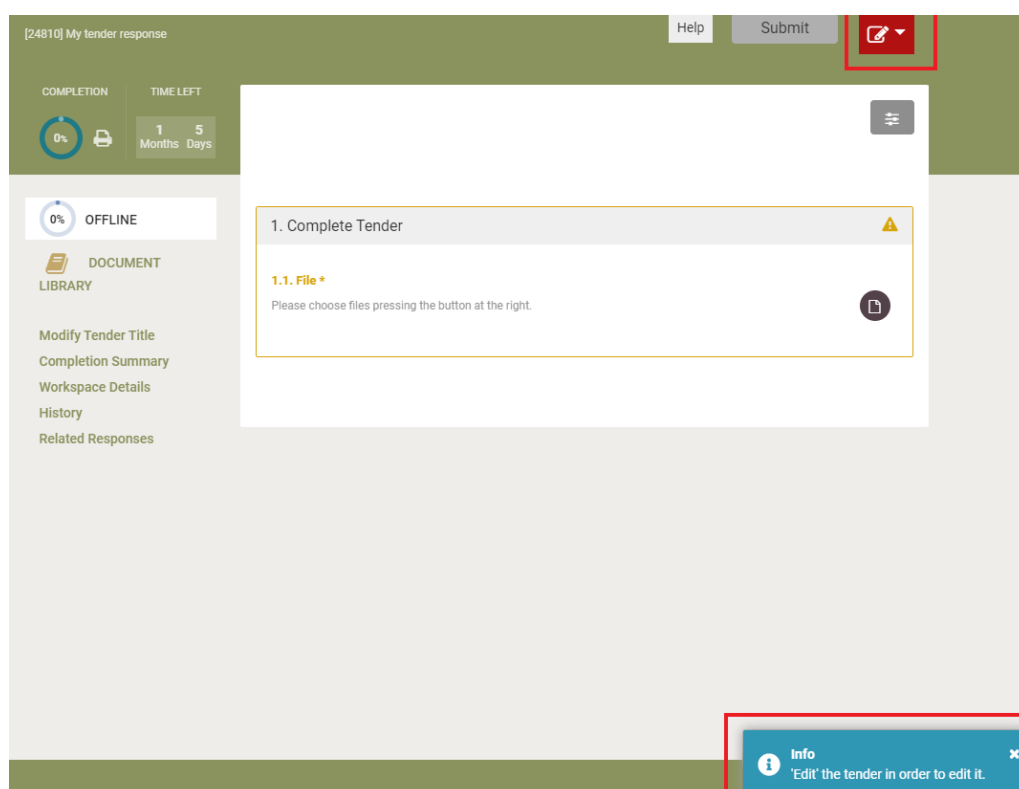 [24810] My tender response
Help
Submit
COMPLETION
TIME LEFT
0%
1 5
Months Days
0% OFFLINE
DOCUMENT
LIBRARY
Modify Tender Title
Completion Summary
Workspace Details
History
Related Responses
1. Complete Tender
1.1. File *
Please choose files pressing the button at the right.
Info
'Edit' the tender in order to edit it.